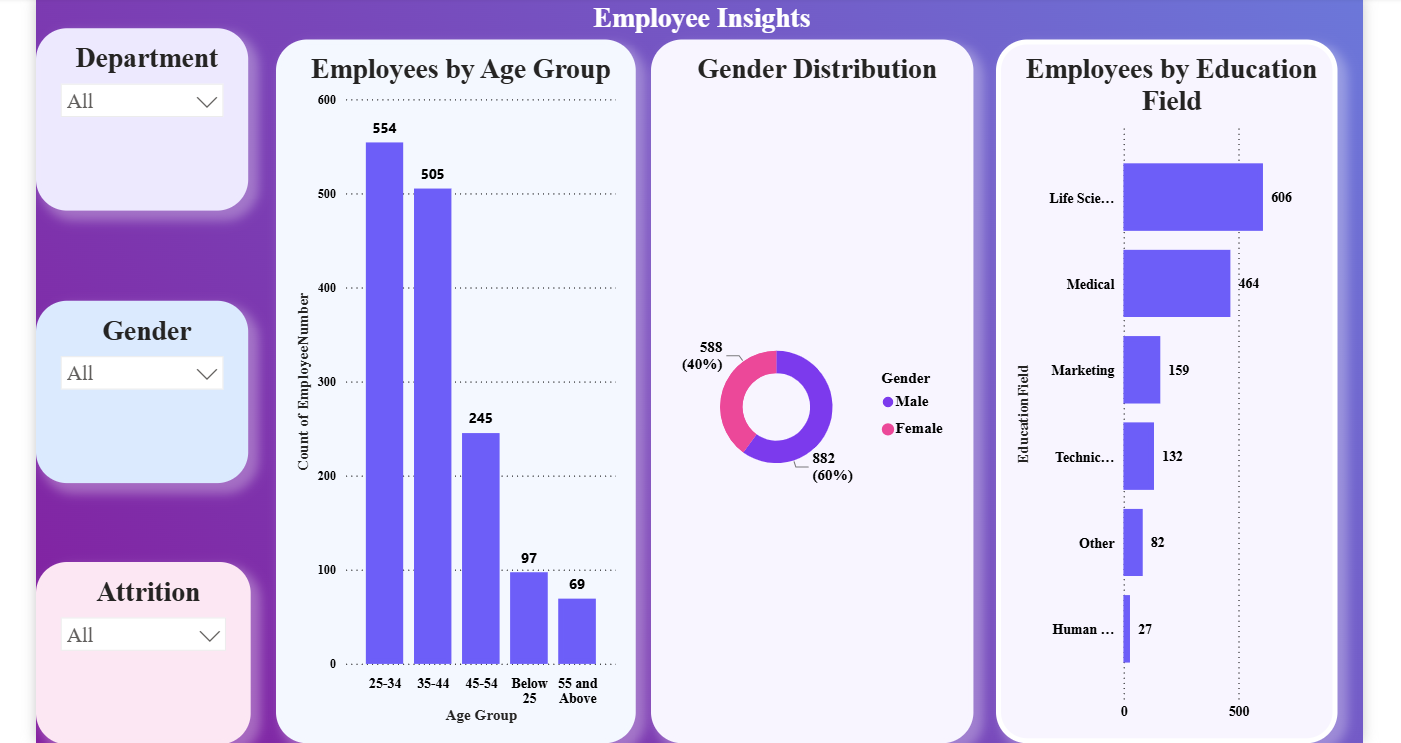 Employee Insights
Department
All
Gender
All
Attrition
All
Employees by Age Group
600
500
400
300
200
100
0
Count of EmployeeNumber
554
505
245
97
69
25-34
35-44
45-54
Below
25
55 and
Above
Age Group
Gender Distribution
588
(40%)
882
(60%)
Gender
Male
Female
Employees by Education
Field
EducationField
Life Scie... 606
Medical 464
Marketing 159
Technic... 132
Other 82
Human ... 27
0 500